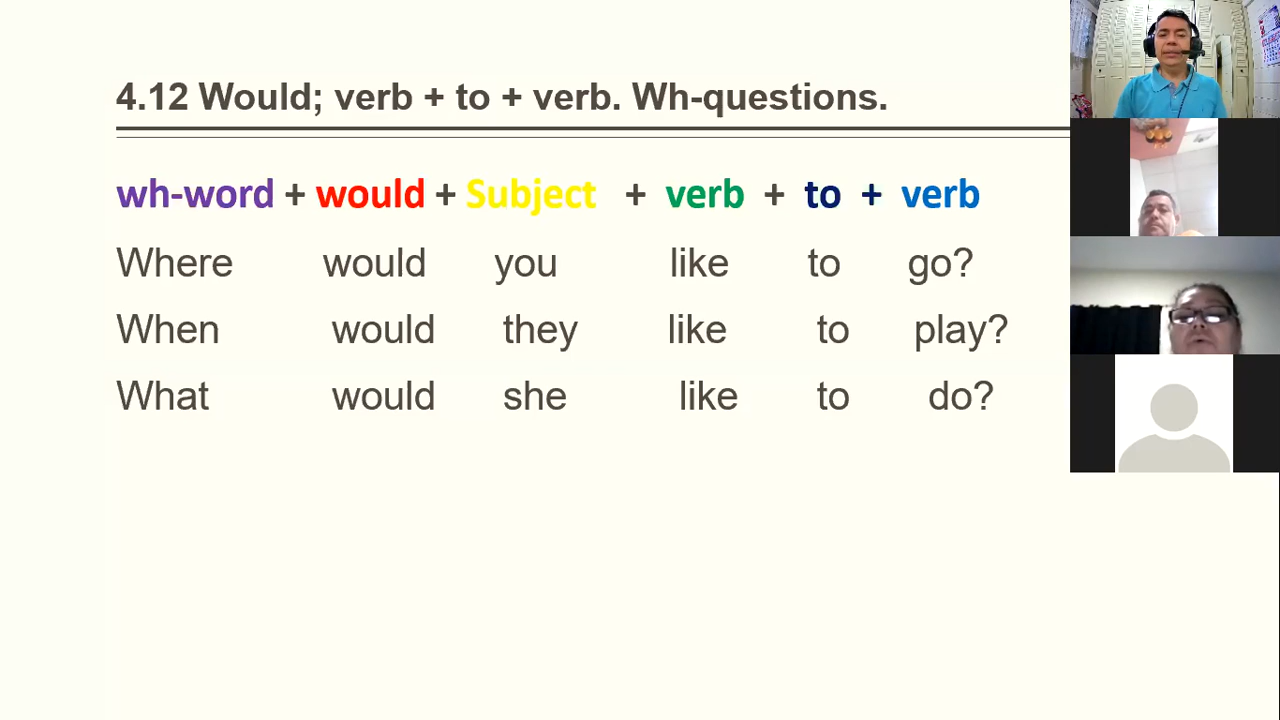 4.12 Would; verb + to + verb. Wh-questions.
wh-word + would + Subject + verb + to + verb
Where would you like to go?
When would they like to play?
What would she like to do?